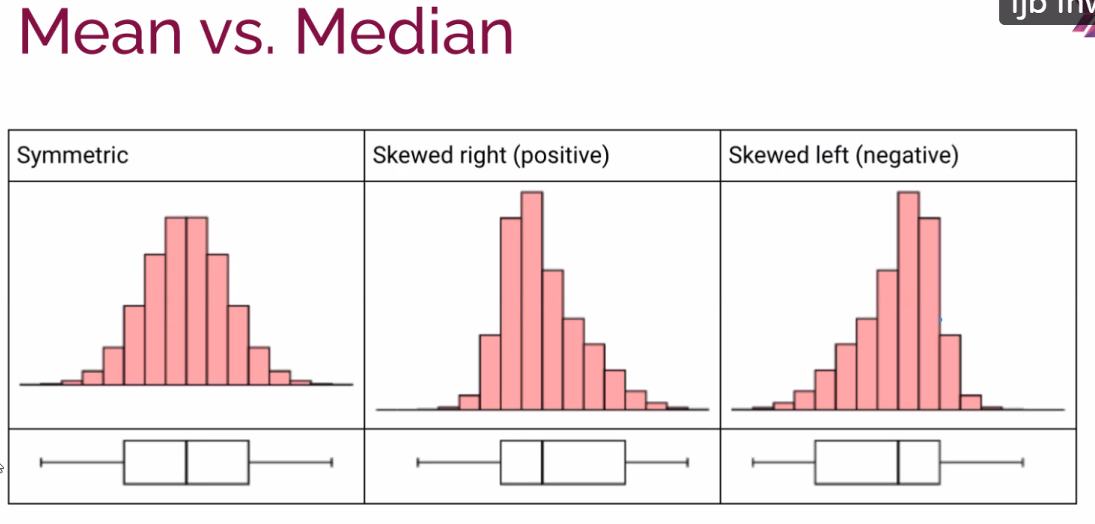 Mean vs. Median
Symmetric
Skewed right (positive)
Skewed left (negative)